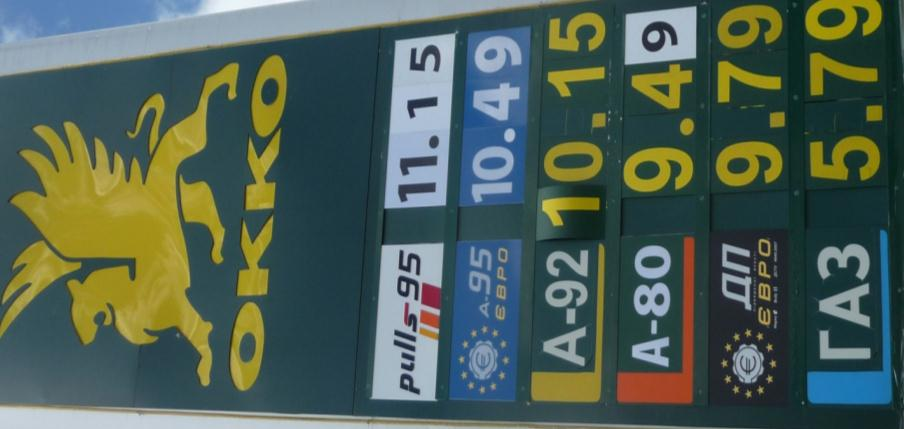 OKKO
pulls-95 11.15
А-95 ЄВРО 10.49
А-92 10.15
А-80 9.49
ДП ЄВРО 9.79
ГАЗ 5.79